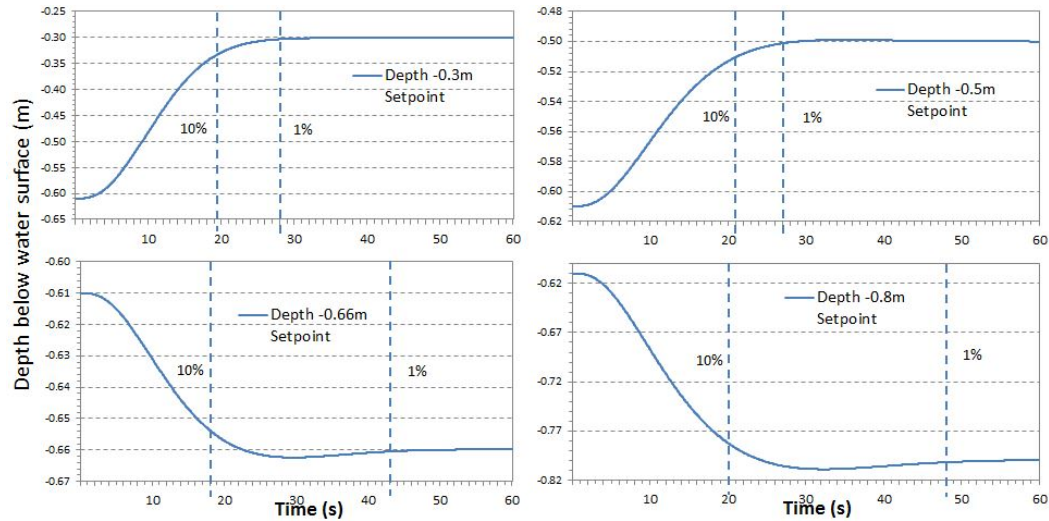 Depth below water surface (m)
-0.25
-0.30
-0.35
-0.40
-0.45
-0.50
-0.55
-0.60
-0.65
Depth -0.3m
Setpoint
10%
1%
10 20 30 40 50 60
-0.48
-0.50
-0.52
-0.54
-0.56
-0.58
-0.60
-0.62
Depth -0.5m
Setpoint
10%
1%
10 20 30 40 50 60
-0.60
-0.61
-0.62
-0.63
-0.64
-0.65
-0.66
-0.67
Depth -0.66m
Setpoint
10%
1%
10 20 30 40 50 60
Time (s)
-0.62
-0.67
-0.72
-0.77
-0.82
Depth -0.8m
Setpoint
10%
1%
10 20 30 40 50 60
Time (s)